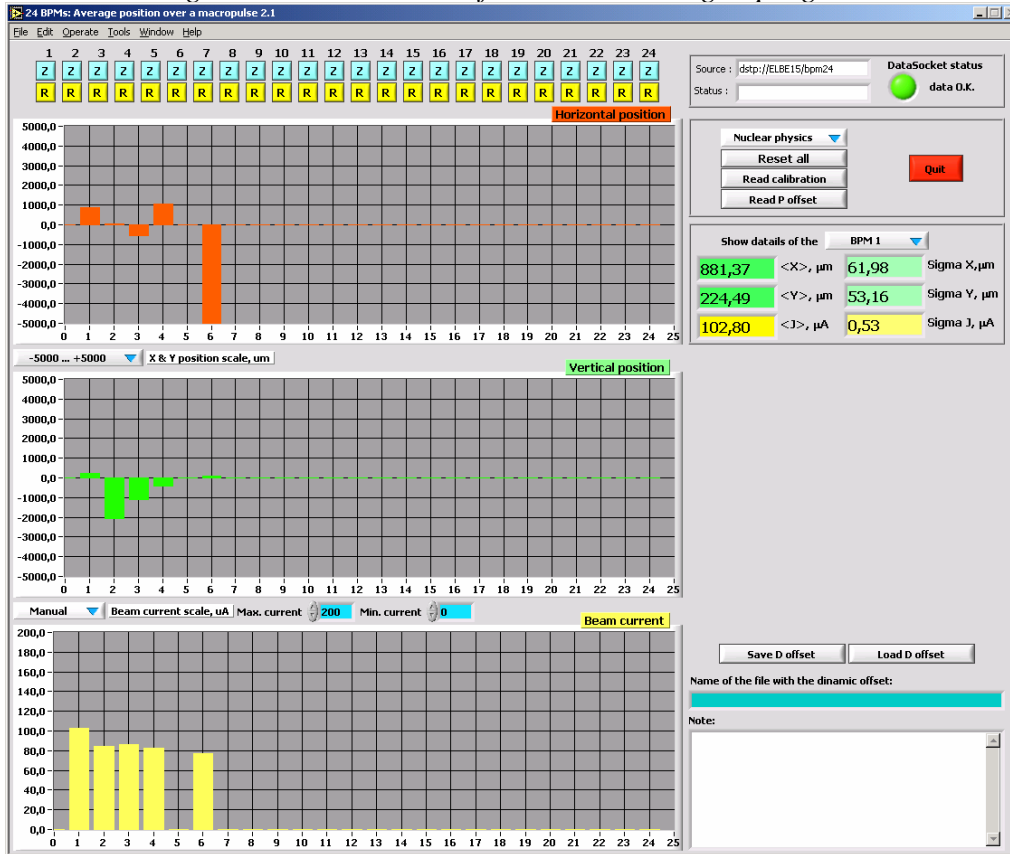 24 BPMs: Average position over a macropulse 2.1
File Edit Operate Tools Window Help
1 2 3 4 5 6 7 8 9 10 11 12 13 14 15 16 17 18 19 20 21 22 23 24
Z Z Z Z Z Z Z Z Z Z Z Z Z Z Z Z Z Z Z Z Z Z Z Z
R R R R R R R R R R R R R R R R R R R R R R R R
Horizontal position
5000,0
4000,0
3000,0
2000,0
1000,0
0,0
-1000,0
-2000,0
-3000,0
-4000,0
-5000,0
0 1 2 3 4 5 6 7 8 9 10 11 12 13 14 15 16 17 18 19 20 21 22 23 24 25
-5000 ... +5000 X & Y position scale, um
Vertical position
5000,0
4000,0
3000,0
2000,0
1000,0
0,0
-1000,0
-2000,0
-3000,0
-4000,0
-5000,0
0 1 2 3 4 5 6 7 8 9 10 11 12 13 14 15 16 17 18 19 20 21 22 23 24 25
Manual Beam current scale, uA Max. current 200 Min. current 0
Beam current
200,0
180,0
160,0
140,0
120,0
100,0
80,0
60,0
40,0
20,0
0,0
0 1 2 3 4 5 6 7 8 9 10 11 12 13 14 15 16 17 18 19 20 21 22 23 24 25
Source : dstp://ELBE15/bpm24
Status :
DataSocket status
data O.K.
Nuclear physics
Reset all
Read calibration
Read P offset
Quit
Show datails of the BPM 1
881,37 <X>, µm 61,98 Sigma X,µm
224,49 <Y>, µm 53,16 Sigma Y, µm
102,80 <J>, µA 0,53 Sigma J, µA
Save D offset Load D offset
Name of the file with the dinamic offset:
Note: